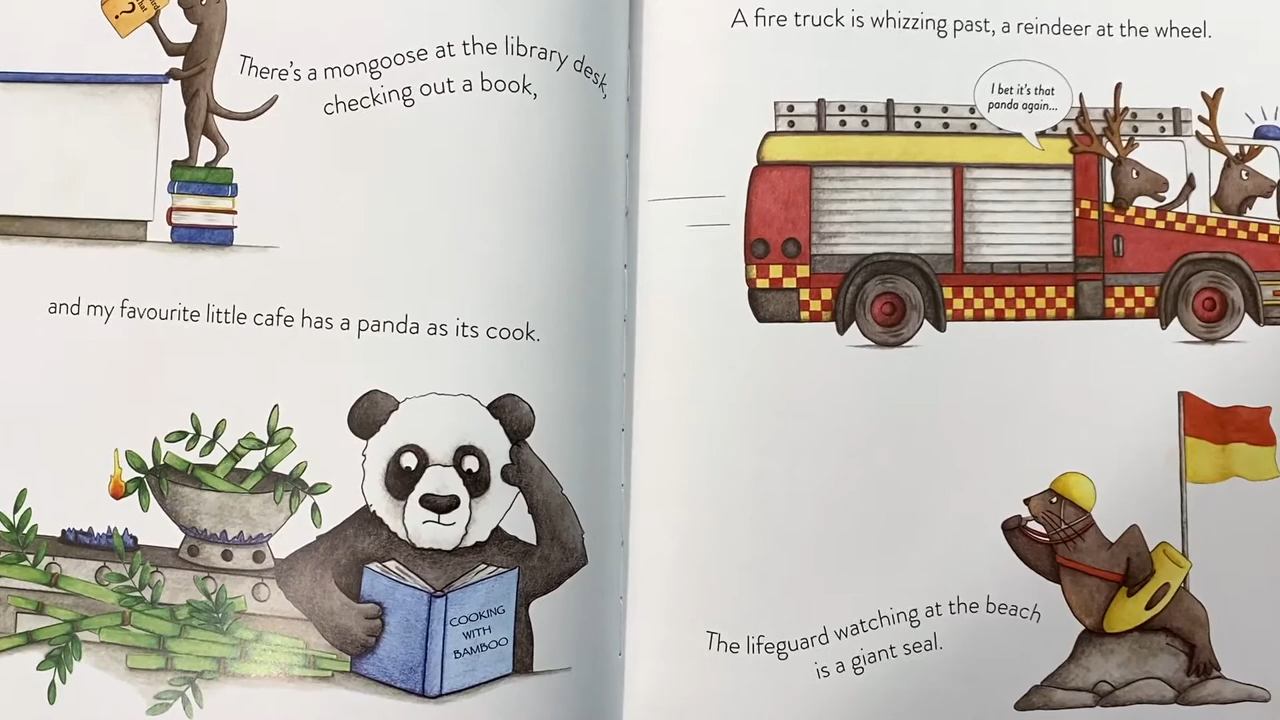 There's a mongoose at the library desk,
checking out a book,
and my favourite little cafe has a panda as its cook.
COOKING
WITH
BAMBOO
A fire truck is whizzing past, a reindeer at the wheel.
I bet it's that
panda again...
The lifeguard watching at the beach
is a giant seal.